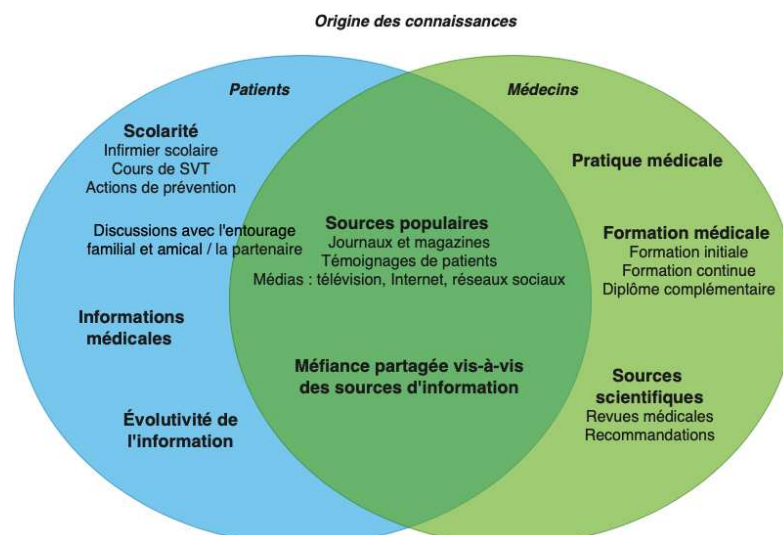 Origine des connaissances
Patients
Médecins
Scolarité
Infirmier scolaire
Cours de SVT
Actions de prévention
Discussions avec l'entourage
familial et amical / la partenaire
Informations
médicales
Évolutivité de
l'information
Sources populaires
Journaux et magazines
Témoignages de patients
Médias : télévision, Internet, réseaux sociaux
Méfiance partagée vis-à-vis
des sources d'information
Pratique médicale
Formation médicale
Formation initiale
Formation continue
Diplôme complémentaire
Sources
scientifiques
Revues médicales
Recommandations